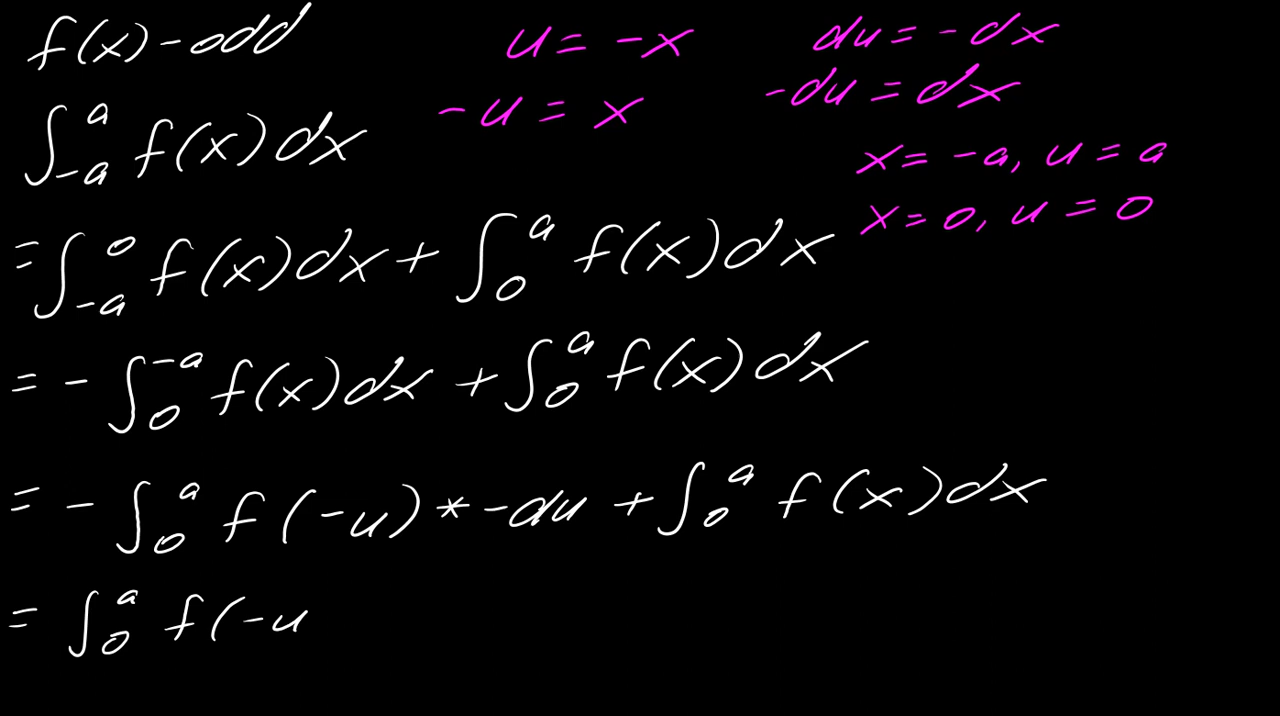 f(x) - odd
u = -x
du = -dx
-u = x
-du = dx
∫_{-a}^{a} f(x)dx
x = -a, u = a
x = 0, u = 0
= ∫_{-a}^{0} f(x)dx + ∫_{0}^{a} f(x)dx
= - ∫_{0}^{-a} f(x)dx + ∫_{0}^{a} f(x)dx
= - ∫_{0}^{a} f(-u) * -du + ∫_{0}^{a} f(x)dx
= ∫_{0}^{a} f(-u